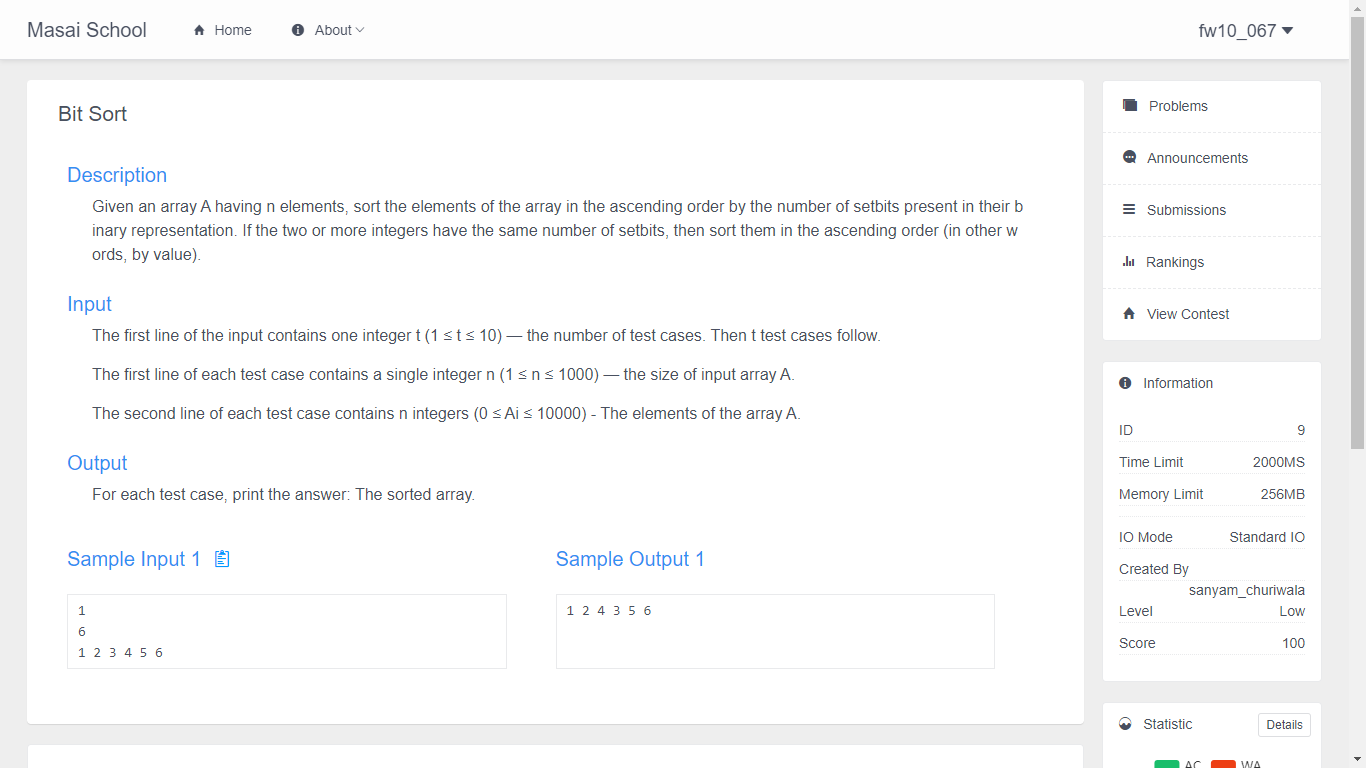 Masai School
Home
About
fw10_067
Bit Sort
Description
Given an array A having n elements, sort the elements of the array in the ascending order by the number of setbits present in their b
inary representation. If the two or more integers have the same number of setbits, then sort them in the ascending order (in other w
ords, by value).
Input
The first line of the input contains one integer t (1 ≤ t ≤ 10) — the number of test cases. Then t test cases follow.
The first line of each test case contains a single integer n (1 ≤ n ≤ 1000) — the size of input array A.
The second line of each test case contains n integers (0 ≤ Ai ≤ 10000) - The elements of the array A.
Output
For each test case, print the answer: The sorted array.
Sample Input 1
1
6
1 2 3 4 5 6
Sample Output 1
1 2 4 3 5 6
Problems
Announcements
Submissions
Rankings
View Contest
Information
ID 9
Time Limit 2000MS
Memory Limit 256MB
IO Mode Standard IO
Created By
sanyam_churiwala
Level Low
Score 100
Statistic Details
AC WA